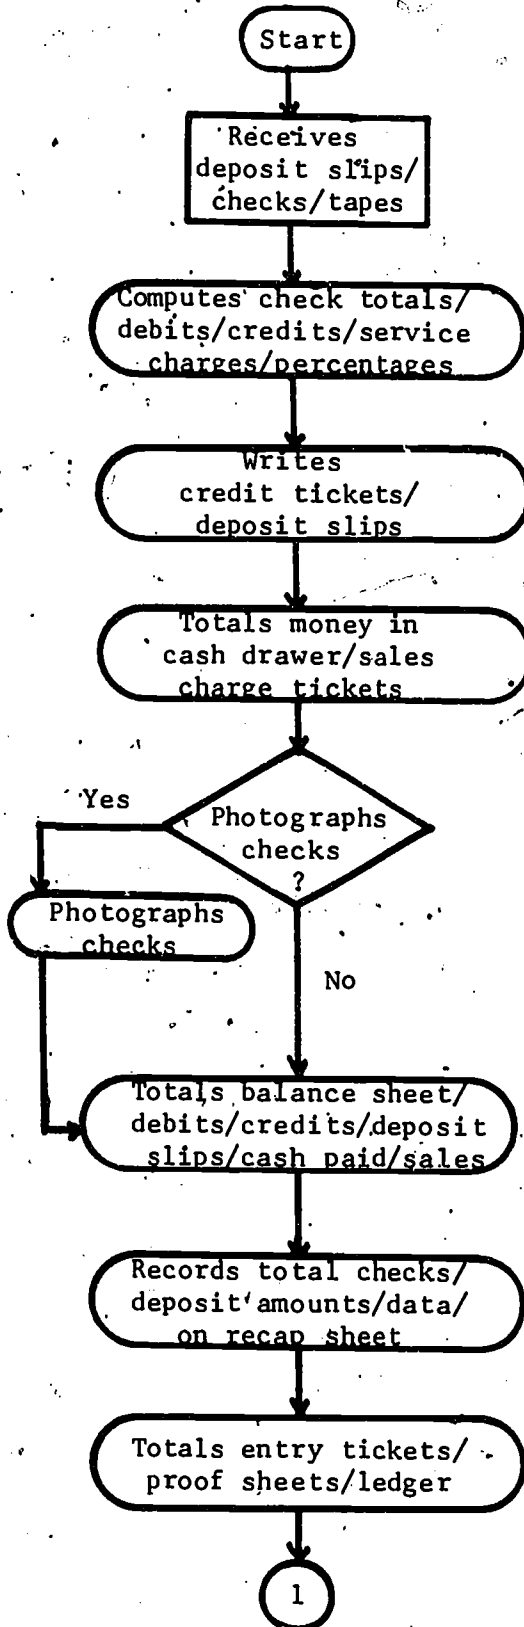 Start
Receives
deposit slips/
checks/tapes
Computes check totals/
debits/credits/service
charges/percentages
Writes
credit tickets/
deposit slips
Totals money in
cash drawer/sales
charge tickets
Yes
Photographs
checks
?
Photographs
checks
No
Totals balance sheet/
debits/credits/deposit
slips/cash paid/sales
Records total checks/
deposit amounts/data/
on recap sheet
Totals entry tickets/
proof sheets/ledger
1